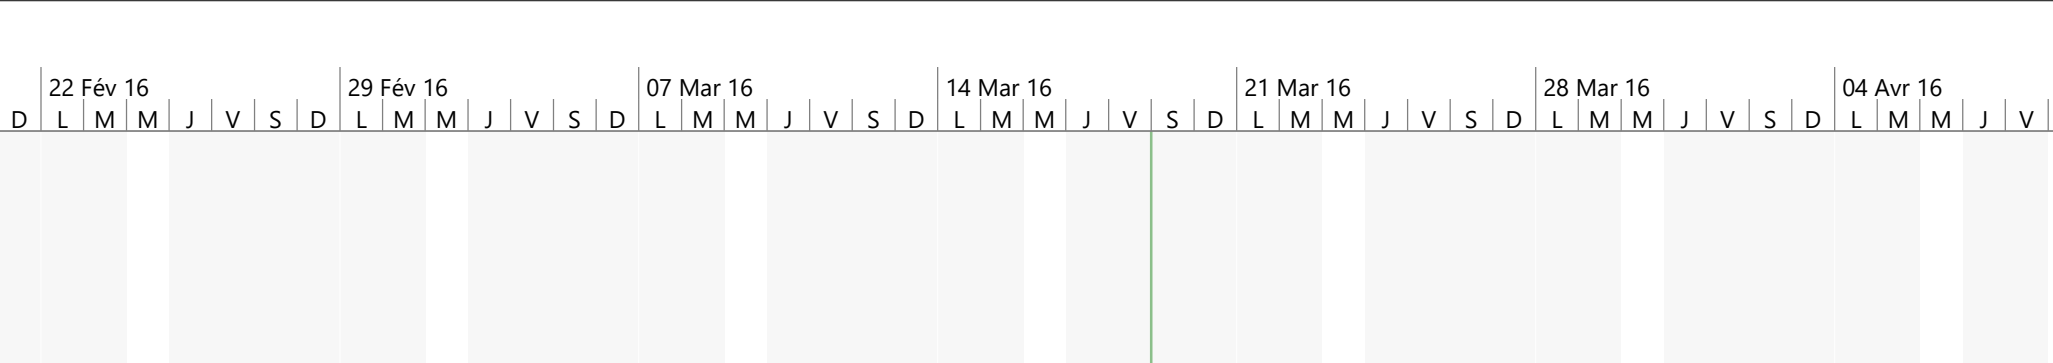 22 Fév 16 29 Fév 16 07 Mar 16 14 Mar 16 21 Mar 16 28 Mar 16 04 Avr 16
D L M M J V S D L M M J V S D L M M J V S D L M M J V S D L M M J V S D L M M J V S D L M M J V